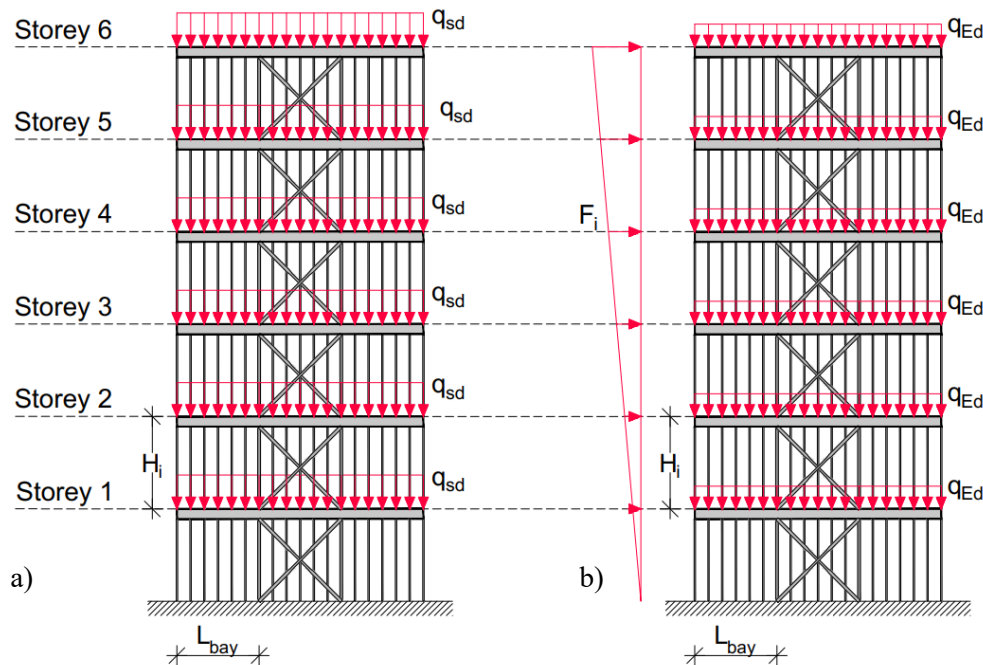 Storey 6
q_sd
q_Ed
Storey 5
q_sd
q_Ed
Storey 4
q_sd
F_i
q_Ed
Storey 3
q_sd
q_Ed
Storey 2
q_sd
q_Ed
H_i
H_i
Storey 1
q_sd
q_Ed
a)
b)
L_bay
L_bay